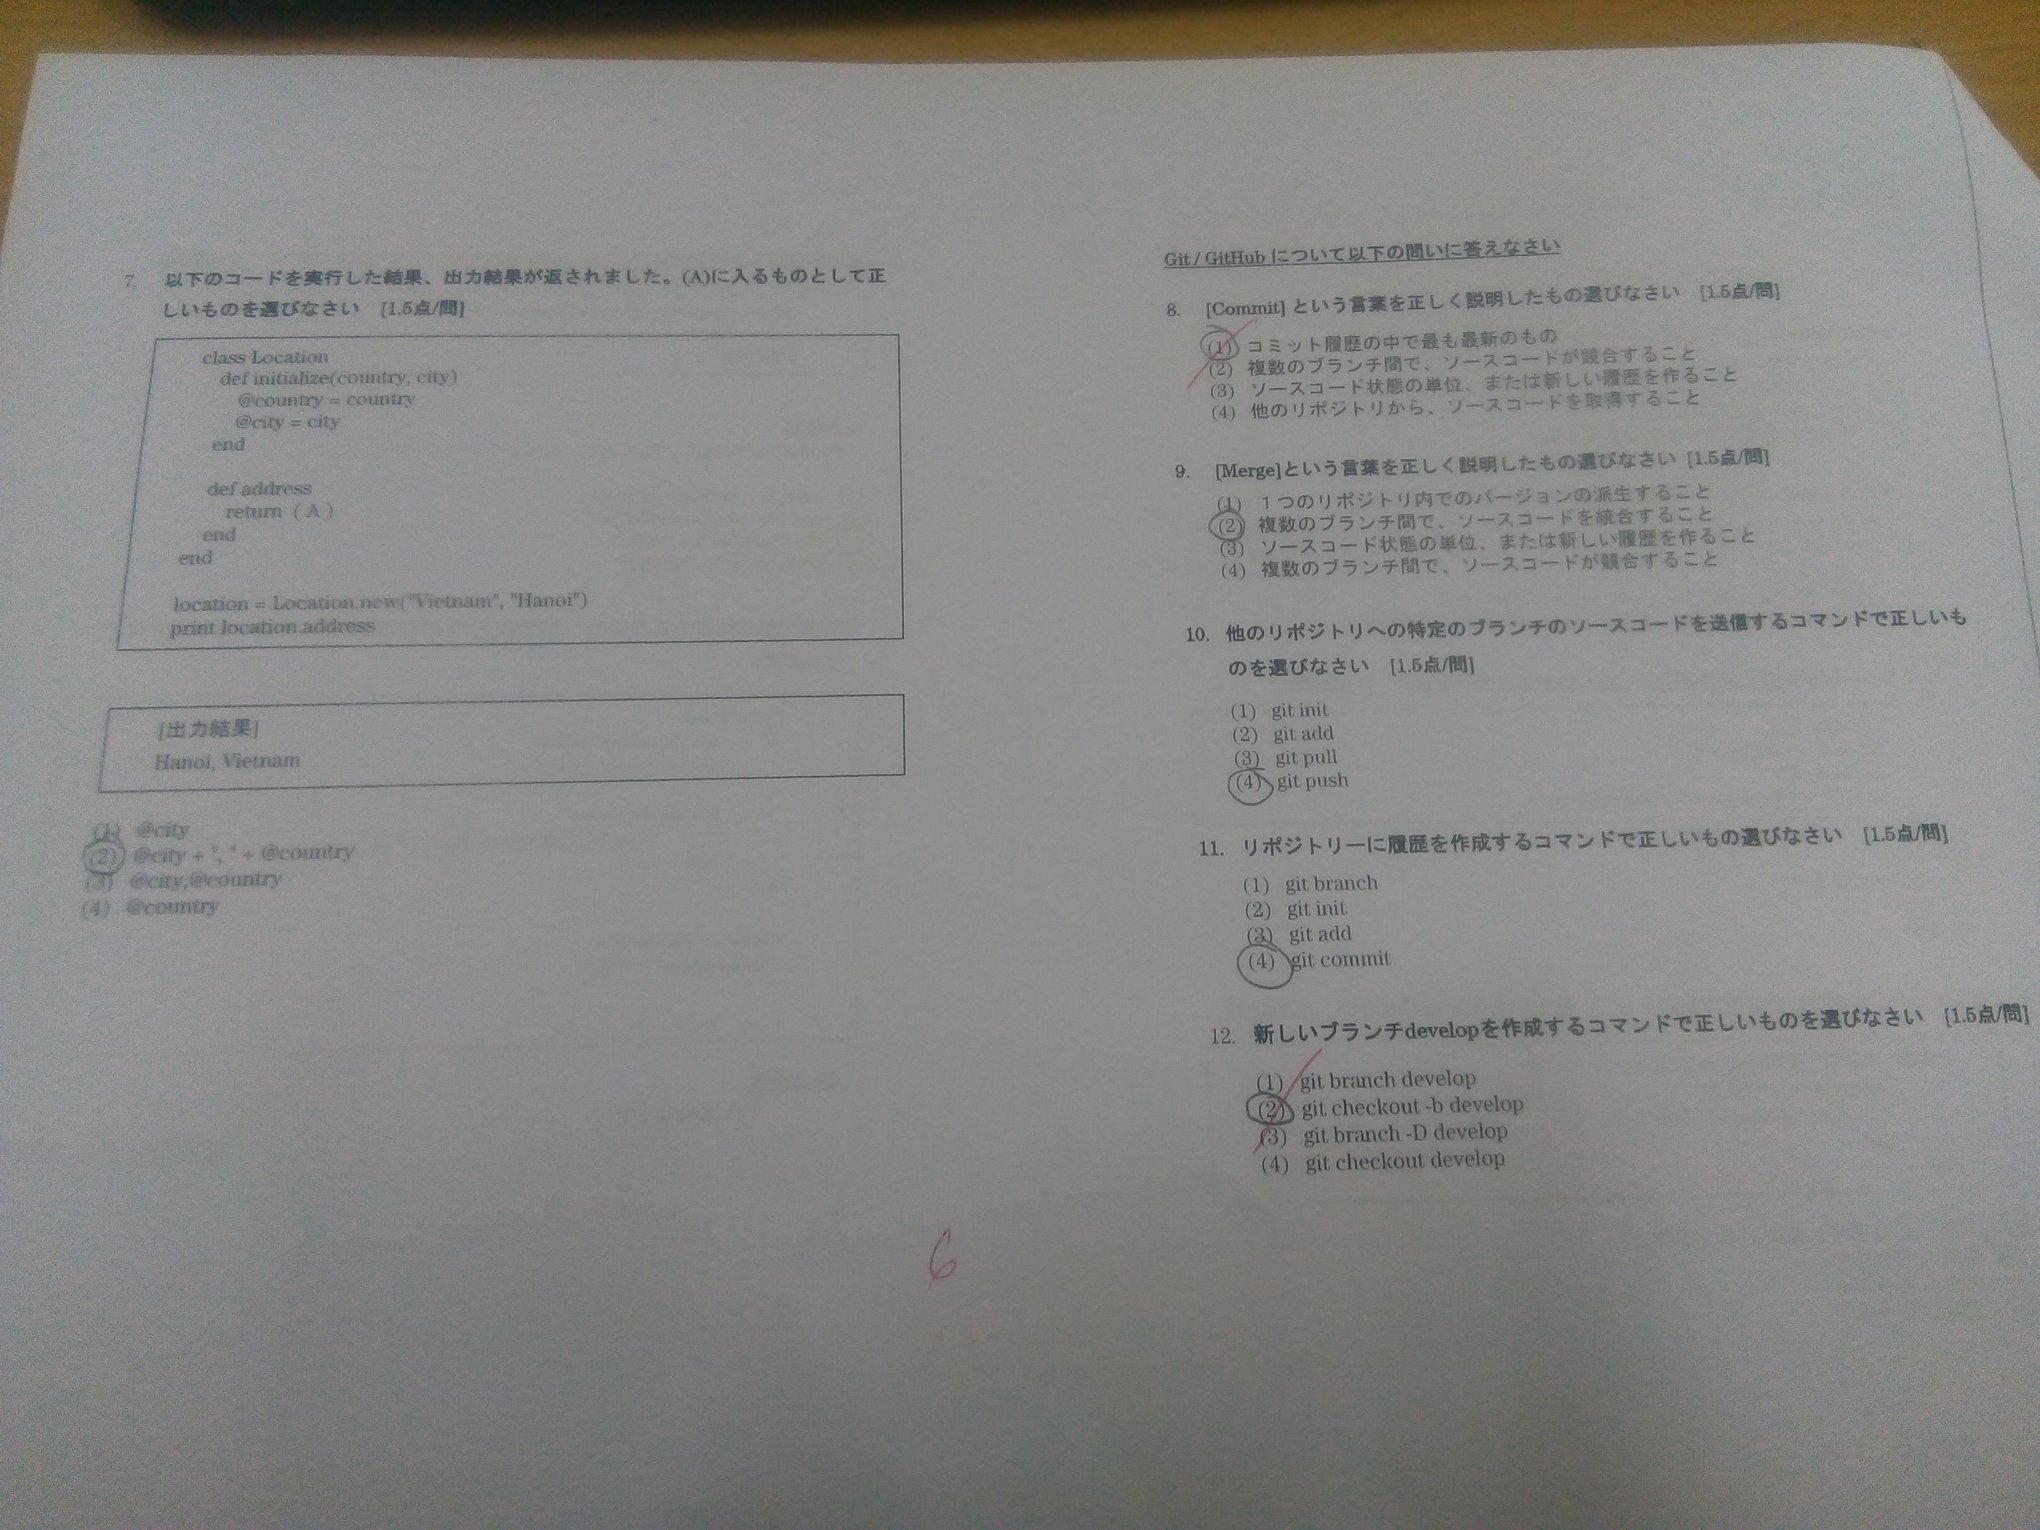 7. 以下のコードを実行した結果、出力結果が返されました。(A)に入るものとして正
しいものを選びなさい [1.5点/問]
class Location
def initialize(country, city)
@country = country
@city = city
end
def address
return ( A )
end
end
location = Location.new("Vietnam", "Hanoi")
print location.address
[出力結果]
Hanoi, Vietnam
(1) @city
(2) @city + ", " + @country
(3) @city,@country
(4) @country
Git / GitHub について以下の問いに答えなさい
8. [Commit] という言葉を正しく説明したもの選びなさい [1.5点/問]
(1) コミット履歴の中で最も最新のもの
(2) 複数のブランチ間で、ソースコードが競合すること
(3) ソースコード状態の単位、または新しい履歴を作ること
(4) 他のリポジトリから、ソースコードを取得すること
9. [Merge]という言葉を正しく説明したもの選びなさい [1.5点/問]
(1) １つのリポジトリ内でのバージョンの派生すること
(2) 複数のブランチ間で、ソースコードを統合すること
(3) ソースコード状態の単位、または新しい履歴を作ること
(4) 複数のブランチ間で、ソースコードが競合すること
10. 他のリポジトリへの特定のブランチのソースコードを送信するコマンドで正しいも
のを選びなさい [1.5点/問]
(1) git init
(2) git add
(3) git pull
(4) git push
11. リポジトリーに履歴を作成するコマンドで正しいもの選びなさい [1.5点/問]
(1) git branch
(2) git init
(3) git add
(4) git commit
12. 新しいブランチdevelopを作成するコマンドで正しいものを選びなさい [1.5点/問]
(1) git branch develop
(2) git checkout -b develop
(3) git branch -D develop
(4) git checkout develop
6